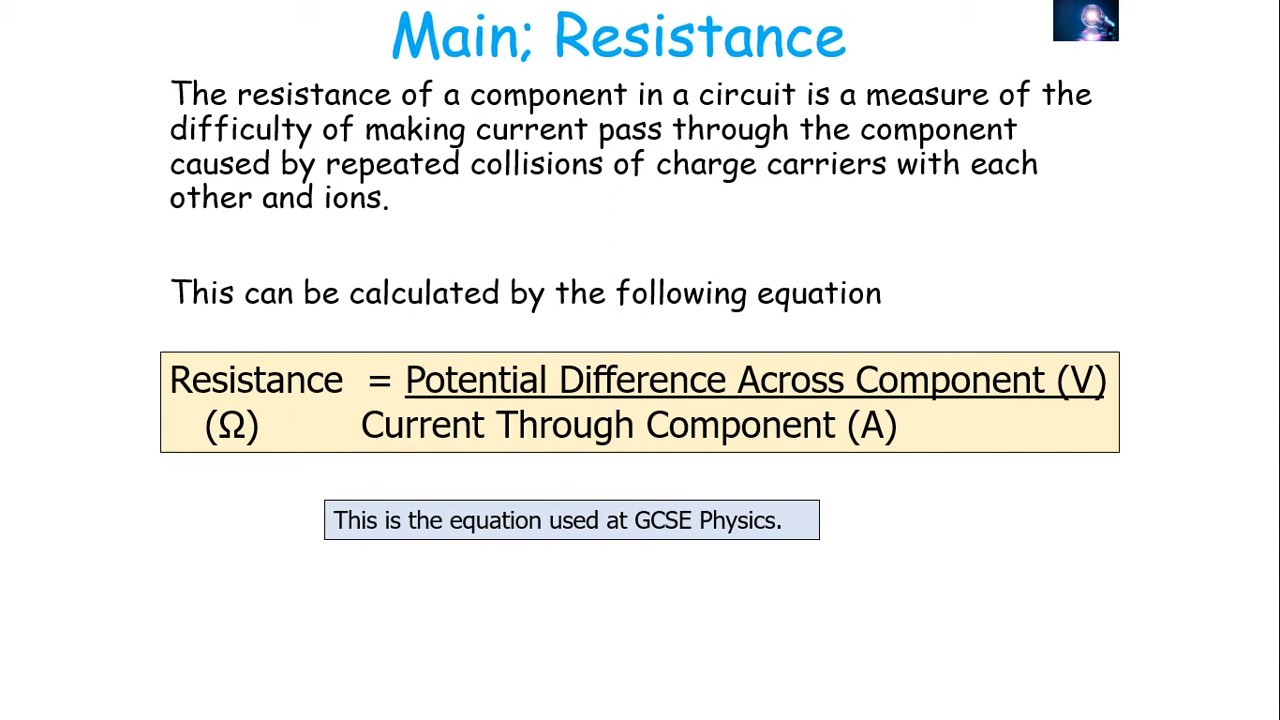 Main; Resistance
The resistance of a component in a circuit is a measure of the
difficulty of making current pass through the component
caused by repeated collisions of charge carriers with each
other and ions.
This can be calculated by the following equation
Resistance = Potential Difference Across Component (V)
(Ω) Current Through Component (A)
This is the equation used at GCSE Physics.